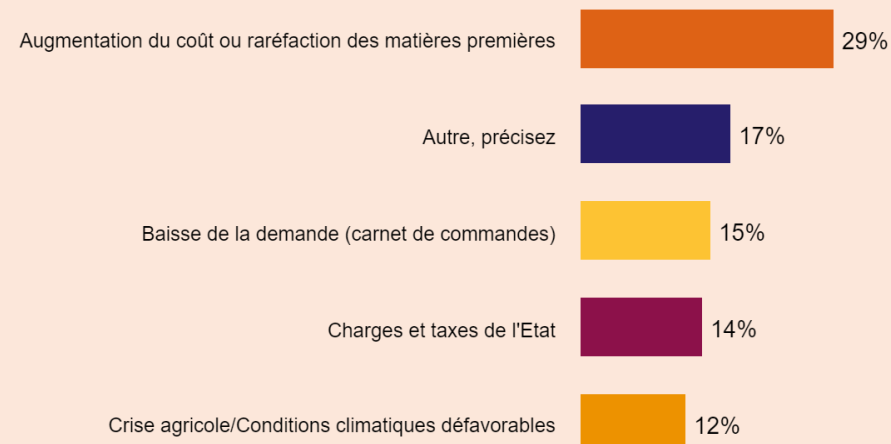 Augmentation du coût ou raréfaction des matières premières 29%
Autre, précisez 17%
Baisse de la demande (carnet de commandes) 15%
Charges et taxes de l'Etat 14%
Crise agricole/Conditions climatiques défavorables 12%